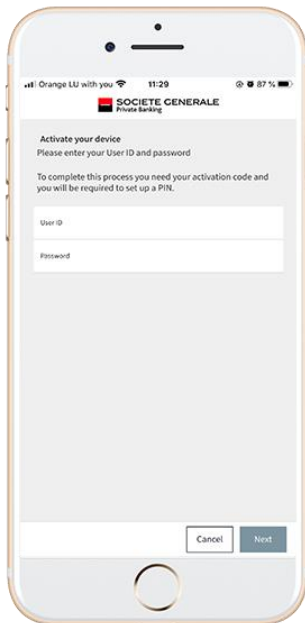 Orange LU with you 11:29 87 %
SOCIETE GENERALE
Private Banking
Activate your device
Please enter your User ID and password
To complete this process you need your activation code and
you will be required to set up a PIN.
User ID
Password
Cancel Next